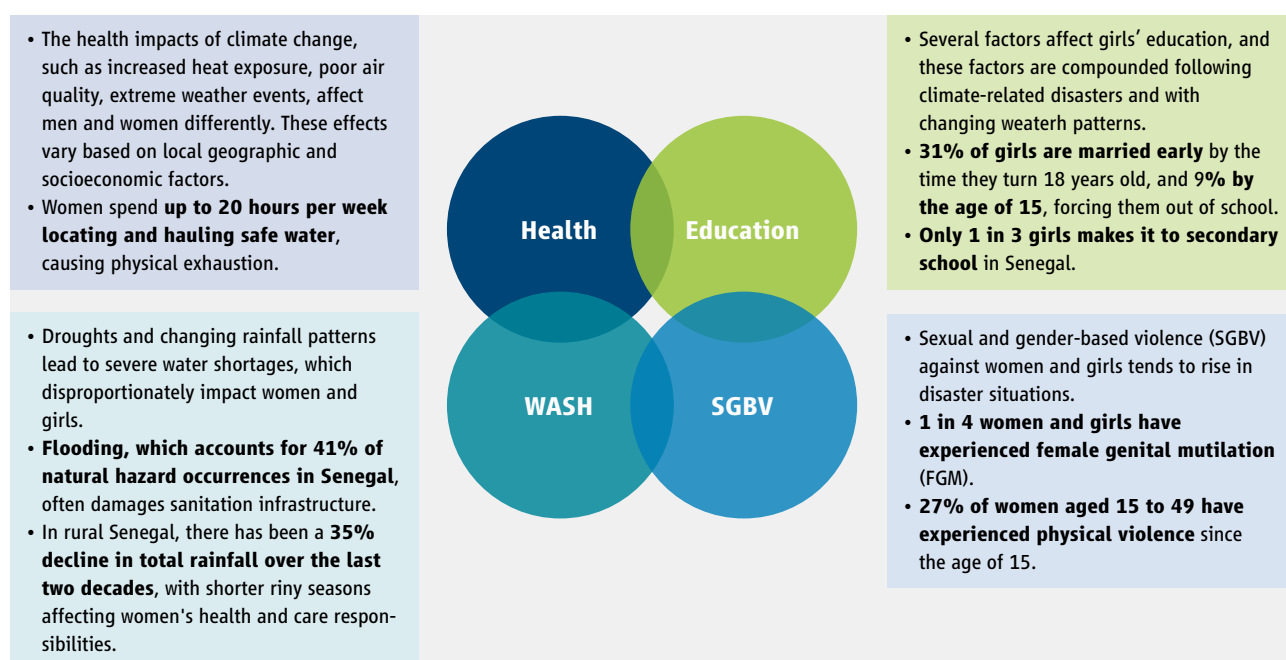 • The health impacts of climate change,
such as increased heat exposure, poor air
quality, extreme weather events, affect
men and women differently. These effects
vary based on local geographic and
socioeconomic factors.
• Women spend up to 20 hours per week
locating and hauling safe water,
causing physical exhaustion.
Health
Education
• Several factors affect girls’ education, and
these factors are compounded following
climate-related disasters and with
changing weaterh patterns.
• 31% of girls are married early by the
time they turn 18 years old, and 9% by
the age of 15, forcing them out of school.
• Only 1 in 3 girls makes it to secondary
school in Senegal.
• Droughts and changing rainfall patterns
lead to severe water shortages, which
disproportionately impact women and
girls.
• Flooding, which accounts for 41% of
natural hazard occurrences in Senegal,
often damages sanitation infrastructure.
• In rural Senegal, there has been a 35%
decline in total rainfall over the last
two decades, with shorter riny seasons
affecting women's health and care respon-
sibilities.
WASH
SGBV
• Sexual and gender-based violence (SGBV)
against women and girls tends to rise in
disaster situations.
• 1 in 4 women and girls have
experienced female genital mutilation
(FGM).
• 27% of women aged 15 to 49 have
experienced physical violence since
the age of 15.